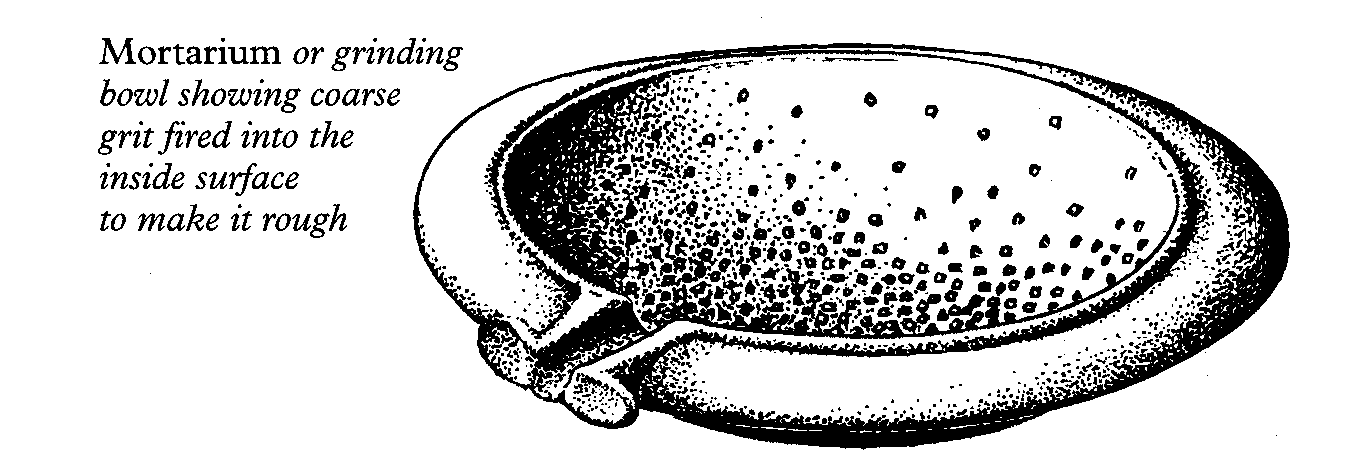 Mortarium or grinding
bowl showing coarse
grit fired into the
inside surface
to make it rough